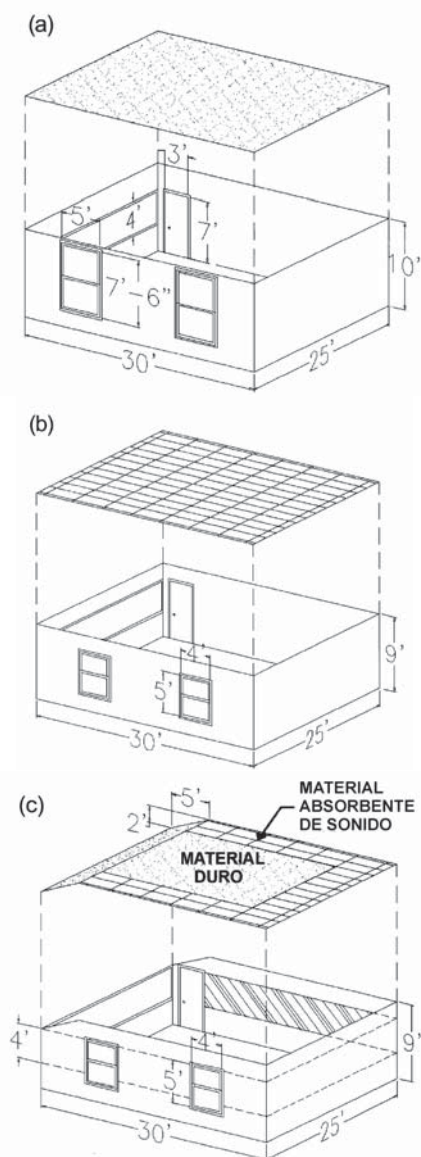 (a)
3'
5'
4'
7'
7'-6"
10'
30'
25'
(b)
4'
5'
9'
30'
25'
(c)
5'
2'
MATERIAL
ABSORBENTE
DE SONIDO
MATERIAL
DURO
4'
4'
5'
9'
30'
25'